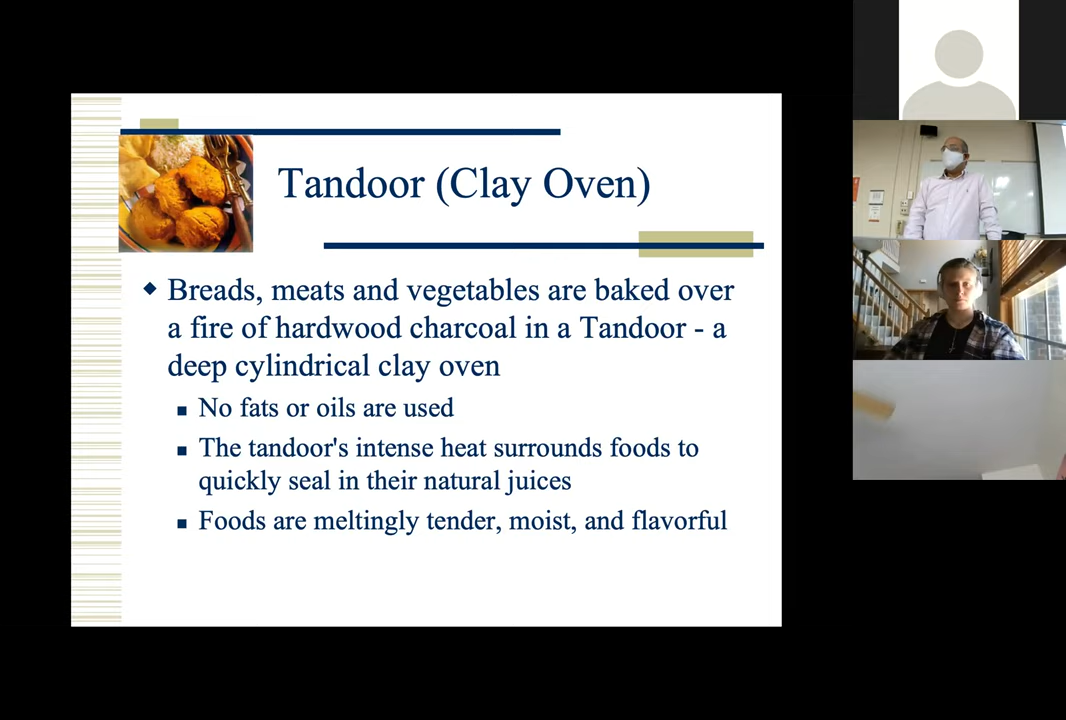 Tandoor (Clay Oven)
Breads, meats and vegetables are baked over
a fire of hardwood charcoal in a Tandoor - a
deep cylindrical clay oven
No fats or oils are used
The tandoor's intense heat surrounds foods to
quickly seal in their natural juices
Foods are meltingly tender, moist, and flavorful